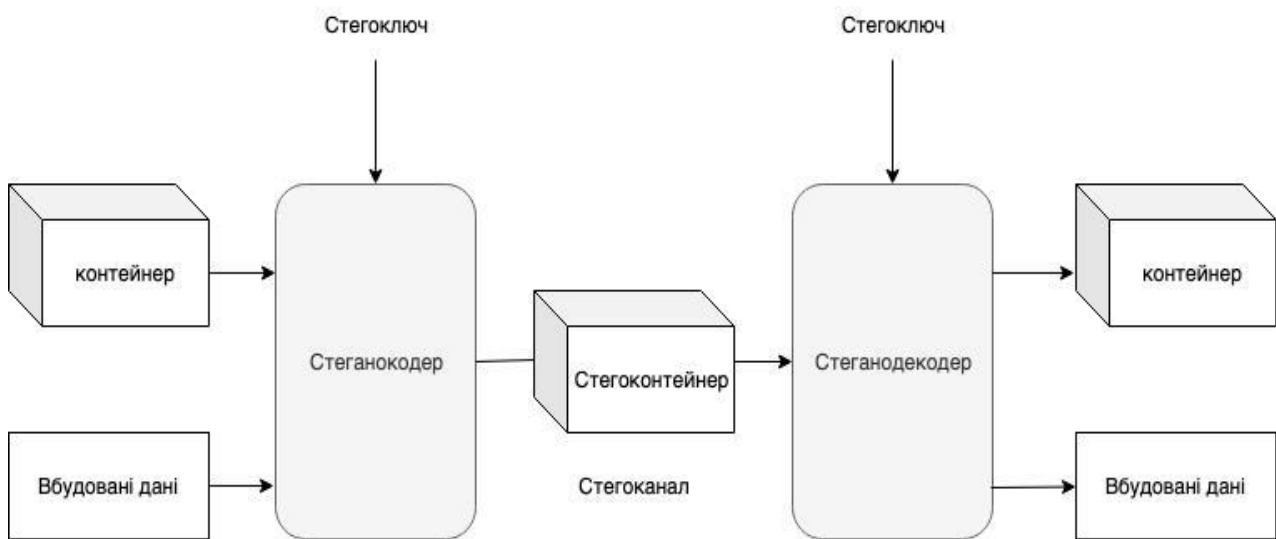 Стегоключ
Стегоключ
контейнер
контейнер
Стеганокодер
Стегоконтейнер
Стеганодекодер
Вбудовані дані
Стегоканал
Вбудовані дані